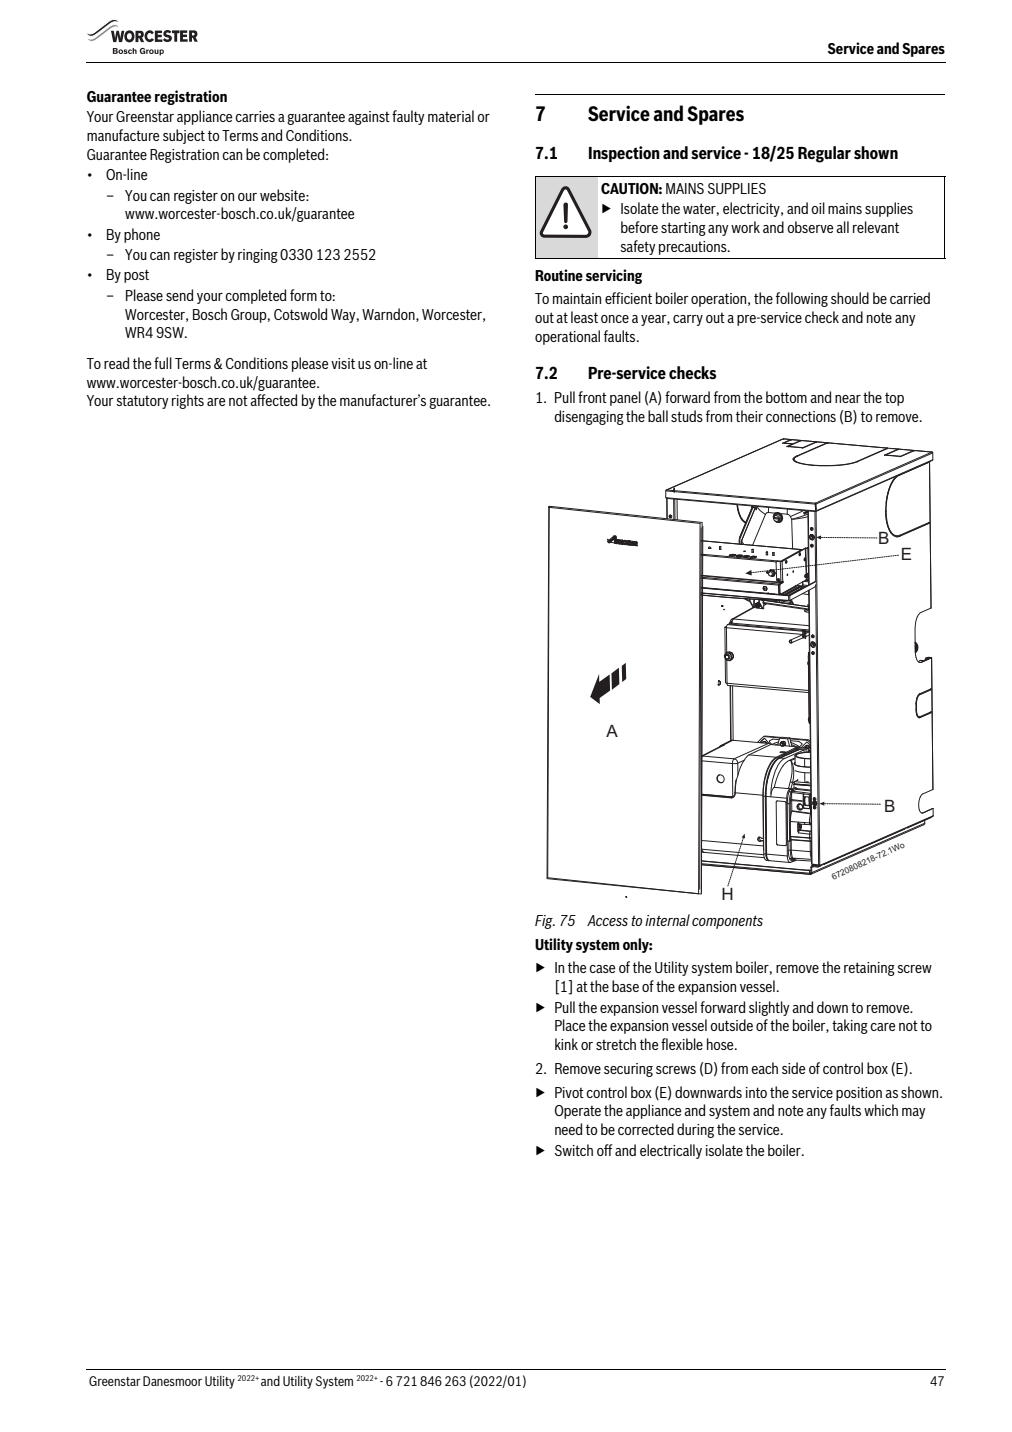 WORCESTER
Bosch Group
Service and Spares
Guarantee registration
Your Greenstar appliance carries a guarantee against faulty material or
manufacture subject to Terms and Conditions.
Guarantee Registration can be completed:
• On-line
– You can register on our website:
www.worcester-bosch.co.uk/guarantee
• By phone
– You can register by ringing 0330 123 2552
• By post
– Please send your completed form to:
Worcester, Bosch Group, Cotswold Way, Warndon, Worcester,
WR4 9SW.
To read the full Terms & Conditions please visit us on-line at
www.worcester-bosch.co.uk/guarantee.
Your statutory rights are not affected by the manufacturer's guarantee.
7 Service and Spares
7.1 Inspection and service - 18/25 Regular shown
CAUTION: MAINS SUPPLIES
▶ Isolate the water, electricity, and oil mains supplies
before starting any work and observe all relevant
safety precautions.
Routine servicing
To maintain efficient boiler operation, the following should be carried
out at least once a year, carry out a pre-service check and note any
operational faults.
7.2 Pre-service checks
1. Pull front panel (A) forward from the bottom and near the top
disengaging the ball studs from their connections (B) to remove.
B
E
WORCESTER
A
B
6720808218-72.1Wo
H
Fig. 75 Access to internal components
Utility system only:
▶ In the case of the Utility system boiler, remove the retaining screw
[1] at the base of the expansion vessel.
▶ Pull the expansion vessel forward slightly and down to remove.
Place the expansion vessel outside of the boiler, taking care not to
kink or stretch the flexible hose.
2. Remove securing screws (D) from each side of control box (E).
▶ Pivot control box (E) downwards into the service position as shown.
Operate the appliance and system and note any faults which may
need to be corrected during the service.
▶ Switch off and electrically isolate the boiler.
Greenstar Danesmoor Utility 2022+ and Utility System 2022+ - 6 721 846 263 (2022/01)
47